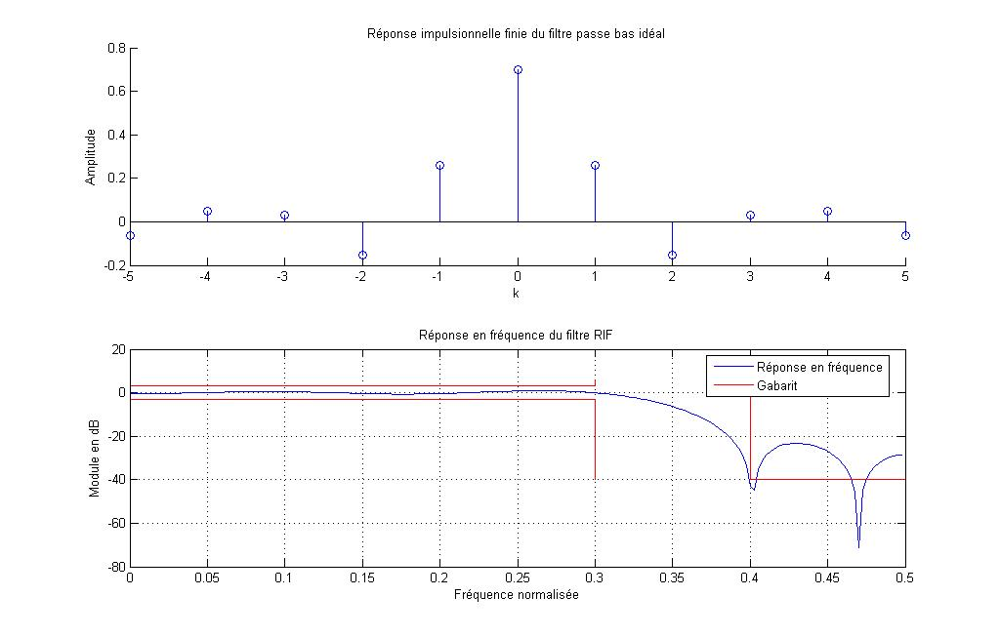 Réponse impulsionnelle finie du filtre passe bas idéal
0.8
0.6
0.4
0.2
0
-0.2
Amplitude
-5 -4 -3 -2 -1 0 1 2 3 4 5
k
Réponse en fréquence du filtre RIF
20
0
-20
-40
-60
-80
Module en dB
Réponse en fréquence
Gabarit
0 0.05 0.1 0.15 0.2 0.25 0.3 0.35 0.4 0.45 0.5
Fréquence normalisée